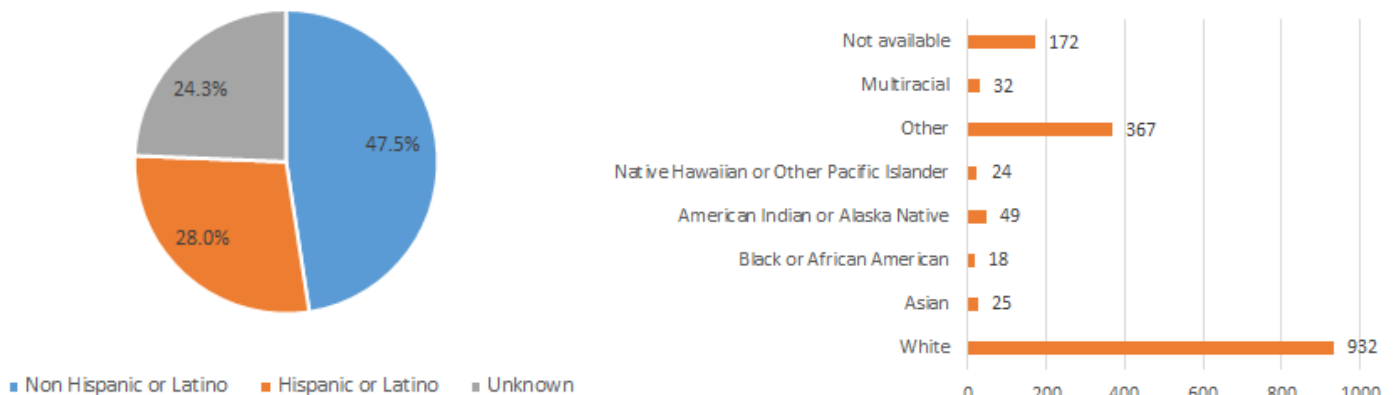 47.5%
28.0%
24.3%
Non Hispanic or Latino Hispanic or Latino Unknown
Not available 172
Multiracial 32
Other 367
Native Hawaiian or Other Pacific Islander 24
American Indian or Alaska Native 49
Black or African American 18
Asian 25
White 932
0 200 400 600 800 1000